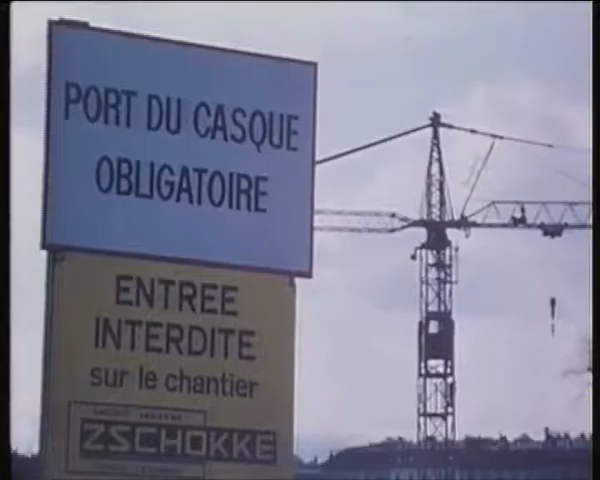 PORT DU CASQUE
OBLIGATOIRE
ENTREE
INTERDITE
sur le chantier
ZSCHOKKE